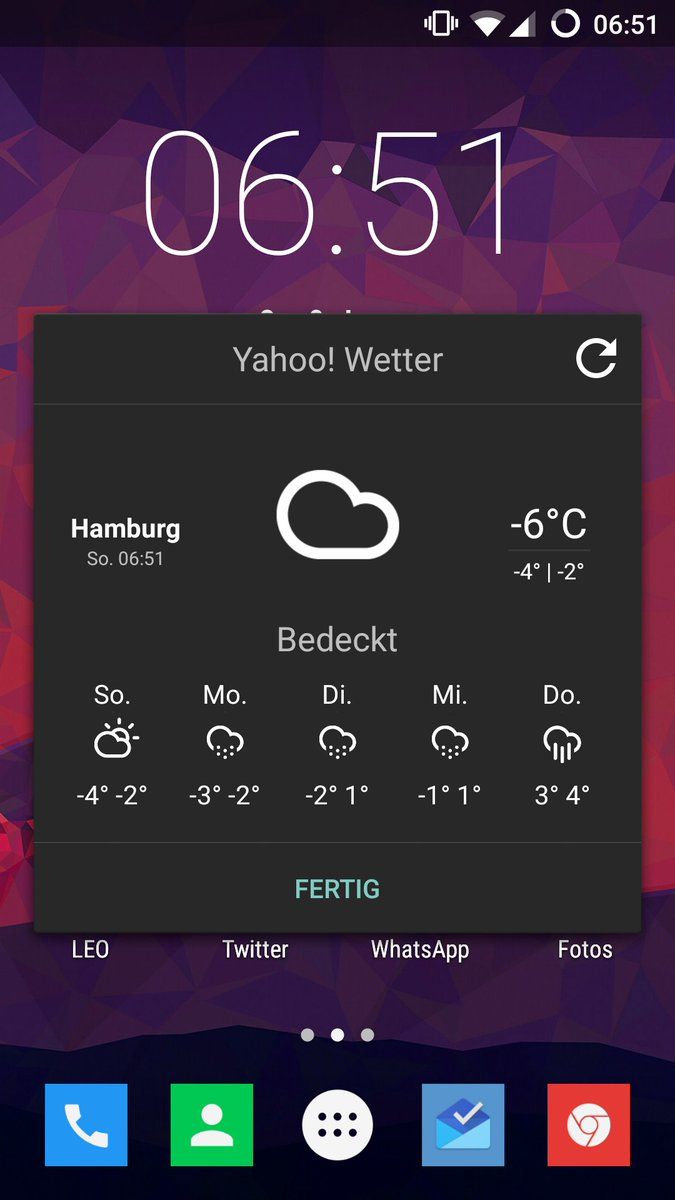 06:51
06:51
Yahoo! Wetter
Hamburg
So. 06:51
-6°C
-4° | -2°
Bedeckt
So. Mo. Di. Mi. Do.
-4° -2° -3° -2° -2° 1° -1° 1° 3° 4°
FERTIG
LEO Twitter WhatsApp Fotos